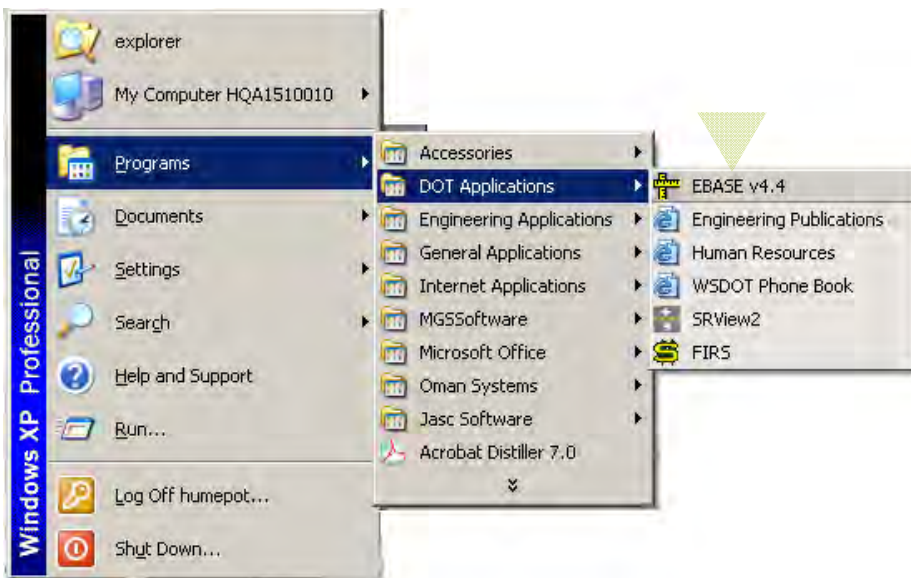 explorer
My Computer HQA1510010
Programs
Documents
Settings
Search
Help and Support
Run...
Log Off humepot...
Shut Down...
Windows XP Professional
Accessories
DOT Applications
Engineering Applications
General Applications
Internet Applications
MGSSoftware
Microsoft Office
Oman Systems
Jasc Software
Acrobat Distiller 7.0
EBASE v4.4
Engineering Publications
Human Resources
WSDOT Phone Book
SRView2
FIRS